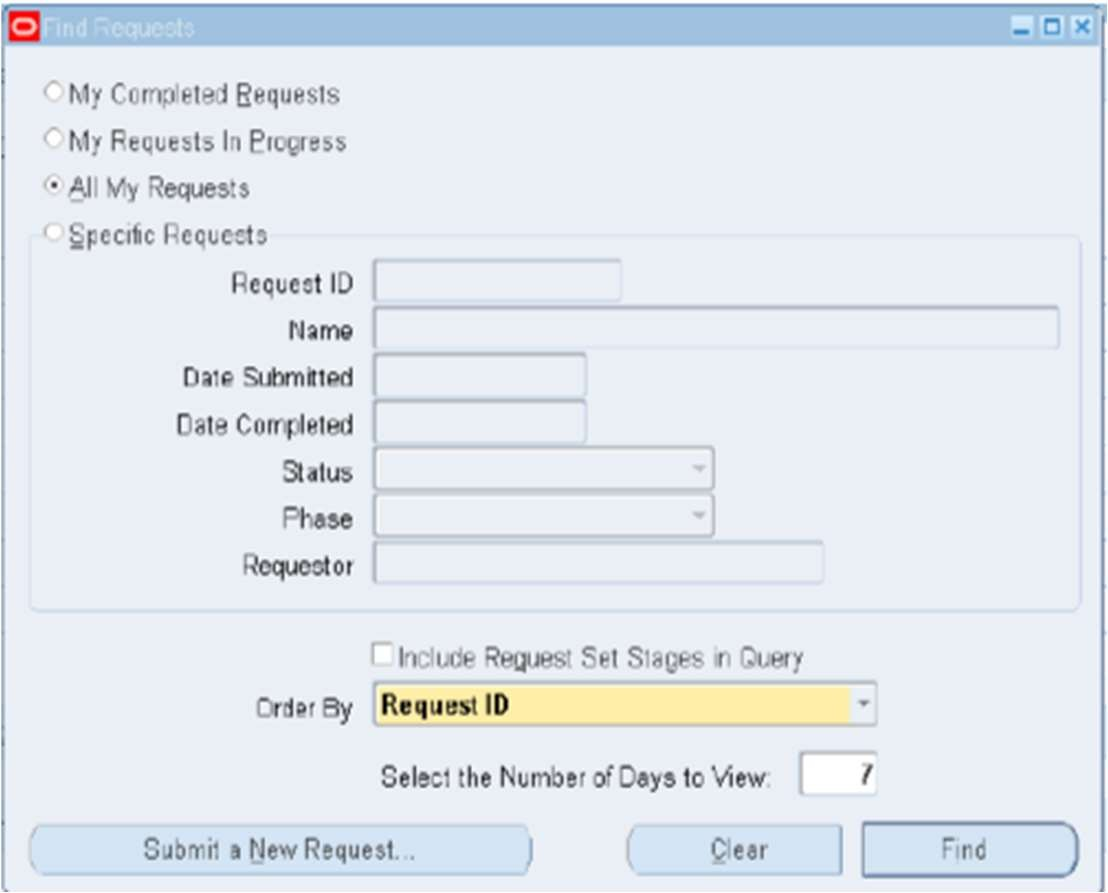 Find Requests
My Completed Requests
My Requests In Progress
All My Requests
Specific Requests
Request ID
Name
Date Submitted
Date Completed
Status
Phase
Requestor
Include Request Set Stages in Query
Order By Request ID
Select the Number of Days to View: 7
Submit a New Request... Clear Find